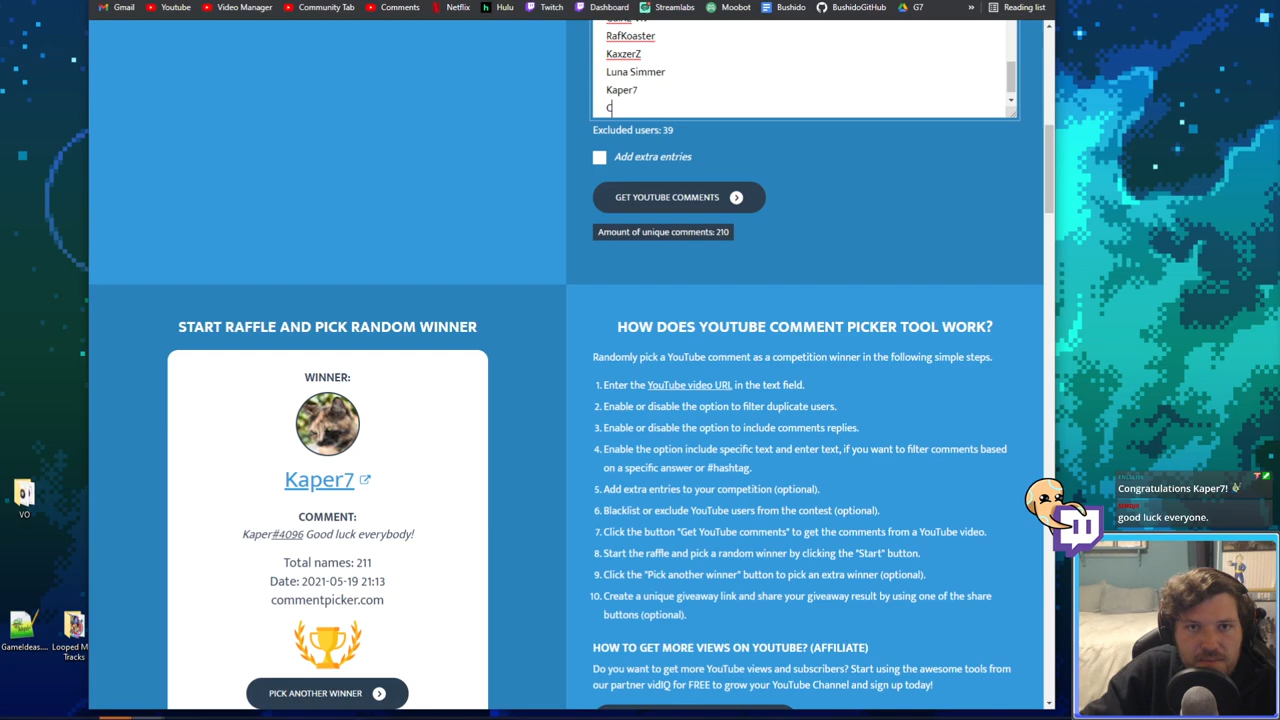 Gmail Youtube Video Manager Community Tab Comments Netflix Hulu Twitch Dashboard Streamlabs Moobot Bushido BushidoGitHub G7 » Reading list
RafKoaster
KaxzerZ
Luna Simmer
Kaper7
C
Excluded users: 39
Add extra entries
GET YOUTUBE COMMENTS
Amount of unique comments: 210
START RAFFLE AND PICK RANDOM WINNER
WINNER:
Kaper7
COMMENT:
Kaper#4096 Good luck everybody!
Total names: 211
Date: 2021-05-19 21:13
commentpicker.com
PICK ANOTHER WINNER
HOW DOES YOUTUBE COMMENT PICKER TOOL WORK?
Randomly pick a YouTube comment as a competition winner in the following simple steps.
1. Enter the YouTube video URL in the text field.
2. Enable or disable the option to filter duplicate users.
3. Enable or disable the option to include comments replies.
4. Enable the option include specific text and enter text, if you want to filter comments based
on a specific answer or #hashtag.
5. Add extra entries to your competition (optional).
6. Blacklist or exclude YouTube users from the contest (optional).
7. Click the button "Get YouTube comments" to get the comments from a YouTube video.
8. Start the raffle and pick a random winner by clicking the "Start" button.
9. Click the "Pick another winner" button to pick an extra winner (optional).
10. Create a unique giveaway link and share your giveaway result by using one of the share
buttons (optional).
HOW TO GET MORE VIEWS ON YOUTUBE? (AFFILIATE)
Do you want to get more YouTube views and subscribers? Start using the awesome tools from
our partner vidIQ for FREE to grow your YouTube Channel and sign up today!
VO
GameIdeas....
Looped M...
Tracks
Congratulations Kaper7!
good luck everyone.